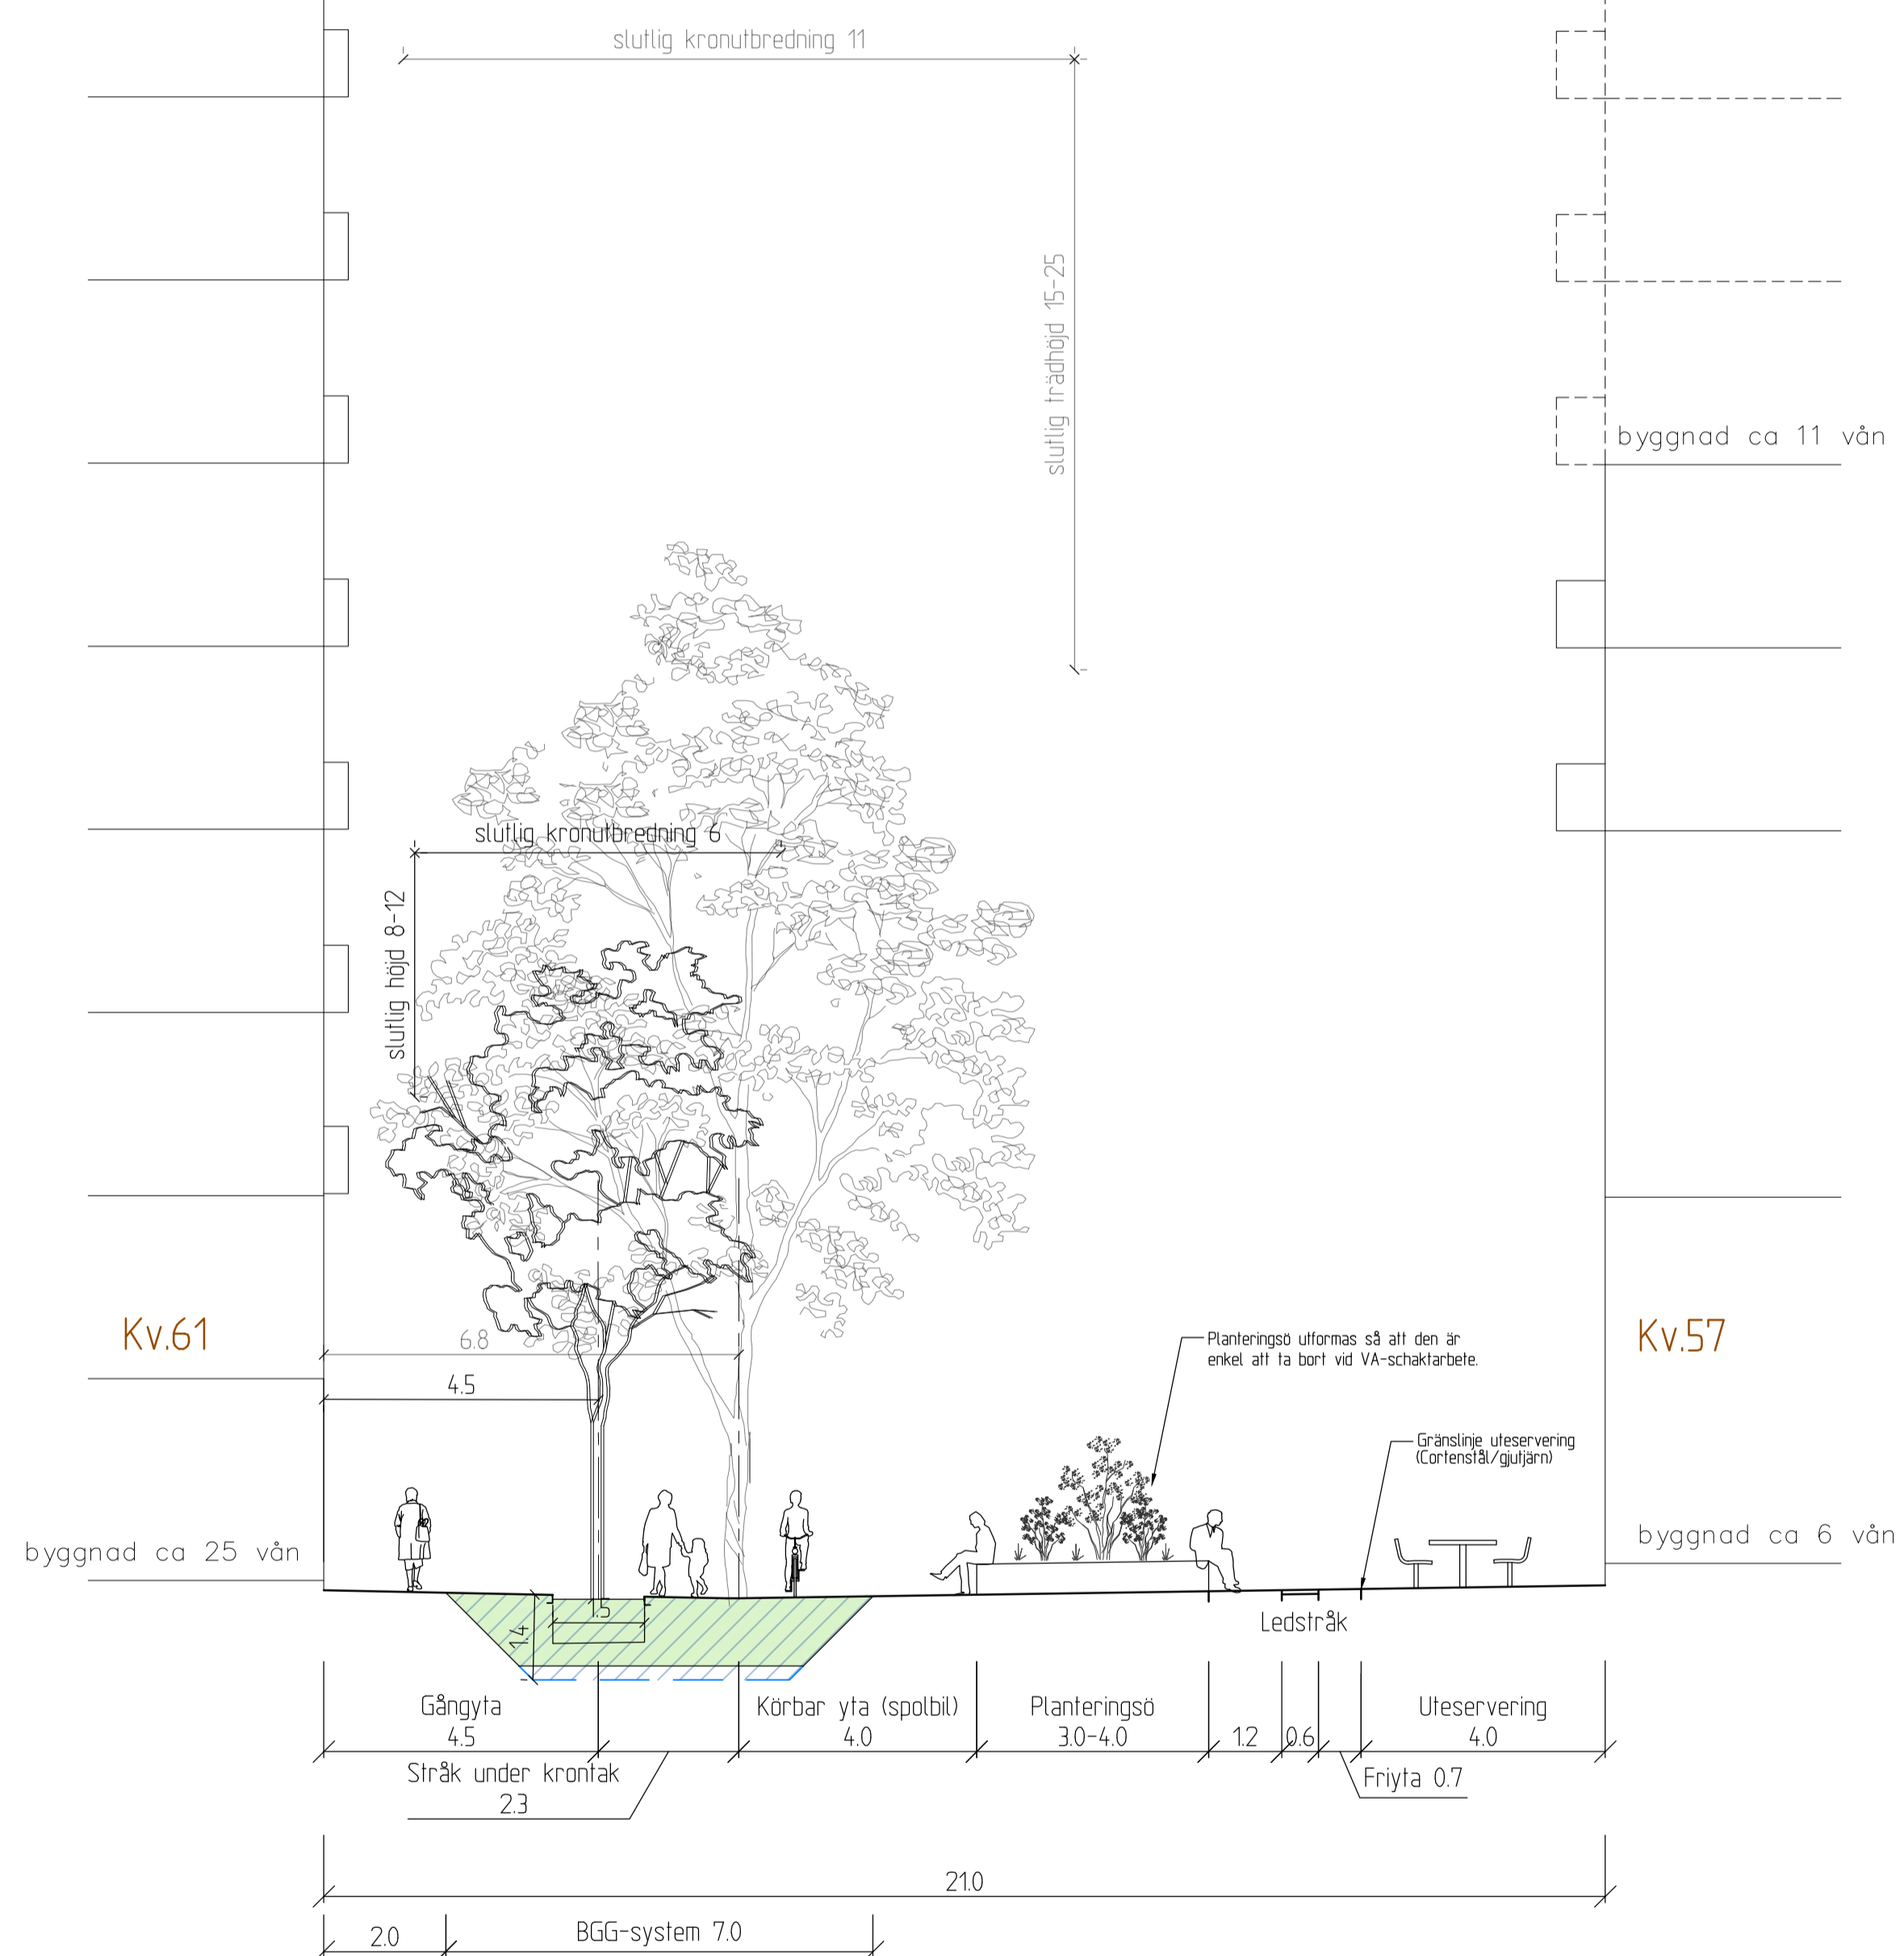 slutlig kronutbredning 11
slutlig trädhöjd 15-25
byggnad ca 11 vån
slutlig kronutbredning 6
slutlig höjd 8-12
Kv.61
6.8
4.5
Planteringsö utformas så att den är
enkel att ta bort vid VA-schaktarbete.
Kv.57
Gränslinje uteservering
(Cortenstål/gjutjärn)
byggnad ca 25 vån
byggnad ca 6 vån
1.5
1.4
Ledstråk
Gångyta
4.5
Körbar yta (spolbil)
4.0
Planteringsö
3.0-4.0
1.2
0.6
Uteservering
4.0
Stråk under krontak
2.3
Friyta 0.7
21.0
2.0
BGG-system 7.0